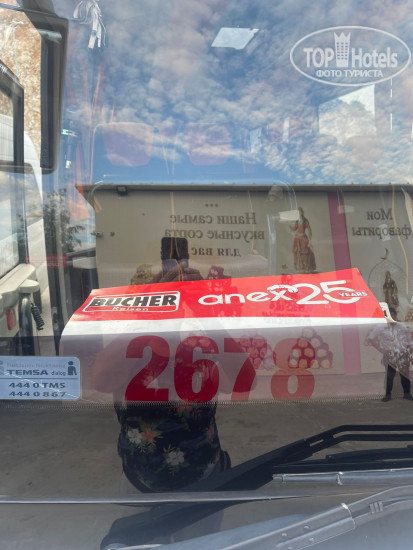 TOP Hotels
ФОТО ТУРИСТА
Наши самые
вкусные сорта
для вас
Мои
фавориты
BUCHER
Reisen
anex 25 YEARS
2678
TEMSA
444 0 TMS
444 0 867